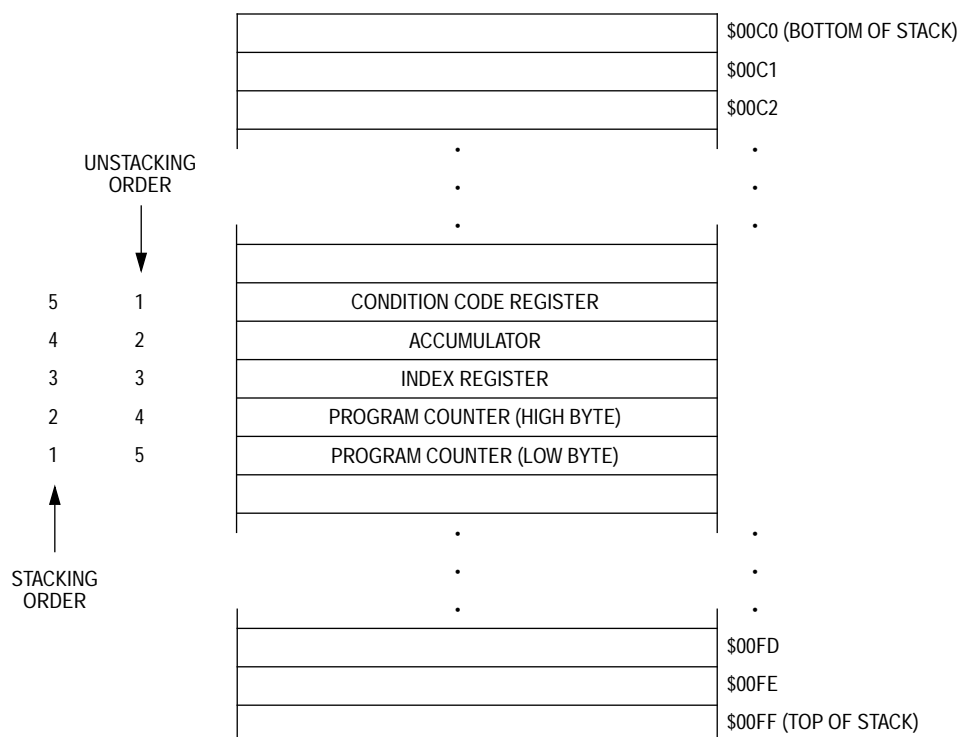 $00C0 (BOTTOM OF STACK)
$00C1
$00C2
UNSTACKING
ORDER
5 1 CONDITION CODE REGISTER
4 2 ACCUMULATOR
3 3 INDEX REGISTER
2 4 PROGRAM COUNTER (HIGH BYTE)
1 5 PROGRAM COUNTER (LOW BYTE)
STACKING
ORDER
$00FD
$00FE
$00FF (TOP OF STACK)